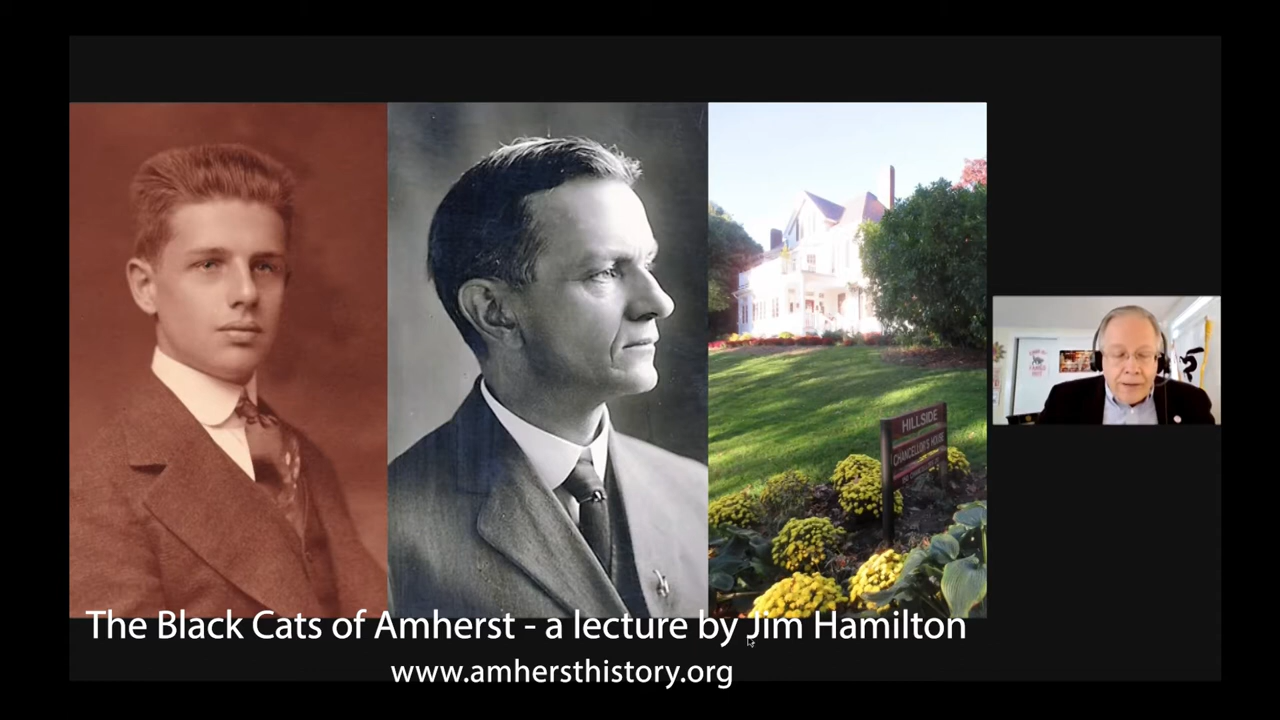 HILLSIDE
CHANCELLOR'S HOUSE
The Black Cats of Amherst - a lecture by Jim Hamilton
www.amhersthistory.org